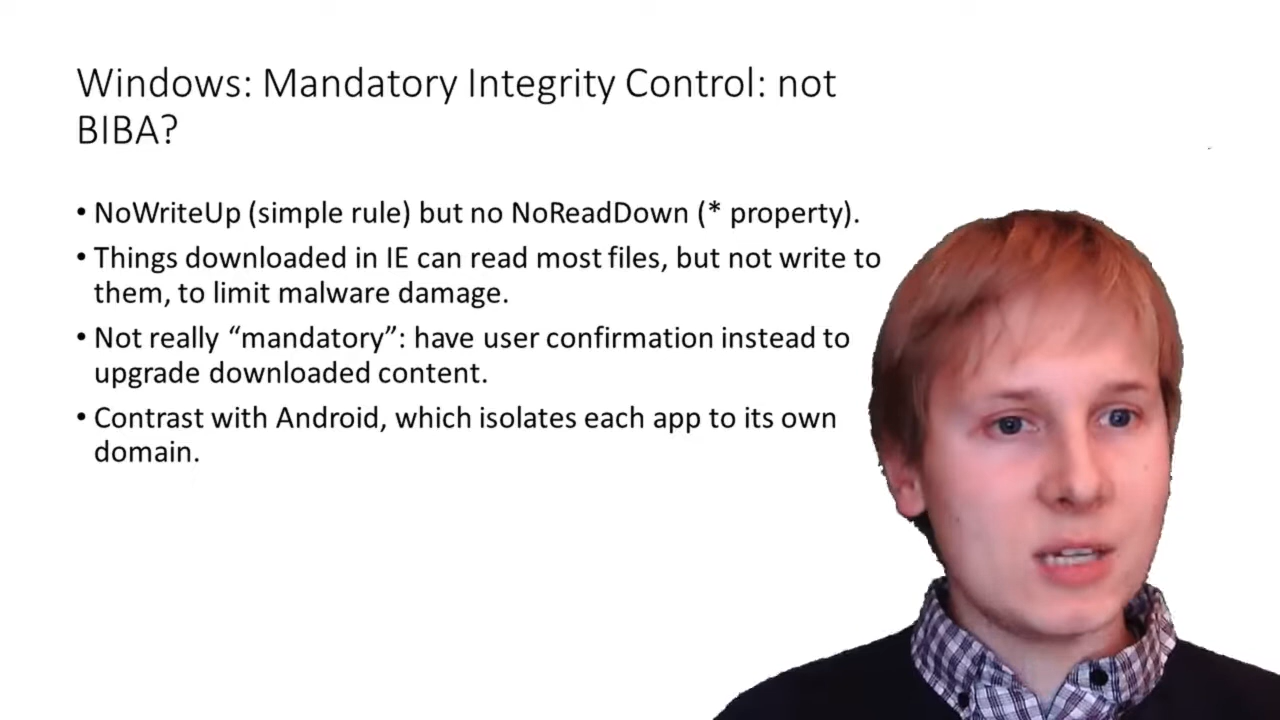 Windows: Mandatory Integrity Control: not
BIBA?
• NoWriteUp (simple rule) but no NoReadDown (* property).
• Things downloaded in IE can read most files, but not write to
them, to limit malware damage.
• Not really “mandatory”: have user confirmation instead to
upgrade downloaded content.
• Contrast with Android, which isolates each app to its own
domain.